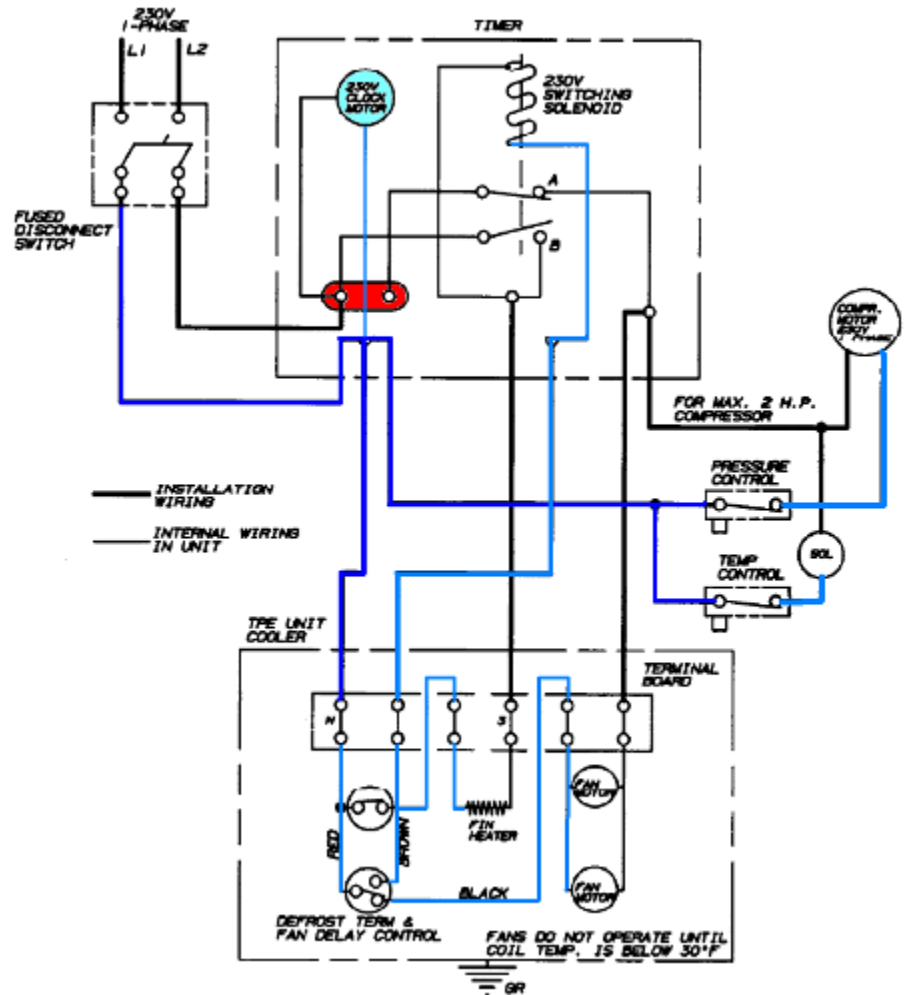 230V
1-PHASE
L1
L2
TIMER
230V
CLOCK
MOTOR
230V
SWITCHING
SOLENOID
A
B
FUSED
DISCONNECT
SWITCH
COMPR.
MOTOR
230V
1 PHASE
FOR MAX. 2 H.P.
COMPRESSOR
INSTALLATION
WIRING
INTERNAL WIRING
IN UNIT
PRESSURE
CONTROL
SOL
TEMP
CONTROL
TPE UNIT
COOLER
TERMINAL
BOARD
N
3
FAN
MOTOR
FIN
HEATER
RED
BROWN
BLACK
FAN
MOTOR
DEFROST TERM &
FAN DELAY CONTROL
FANS DO NOT OPERATE UNTIL
COIL TEMP. IS BELOW 30°F
GR